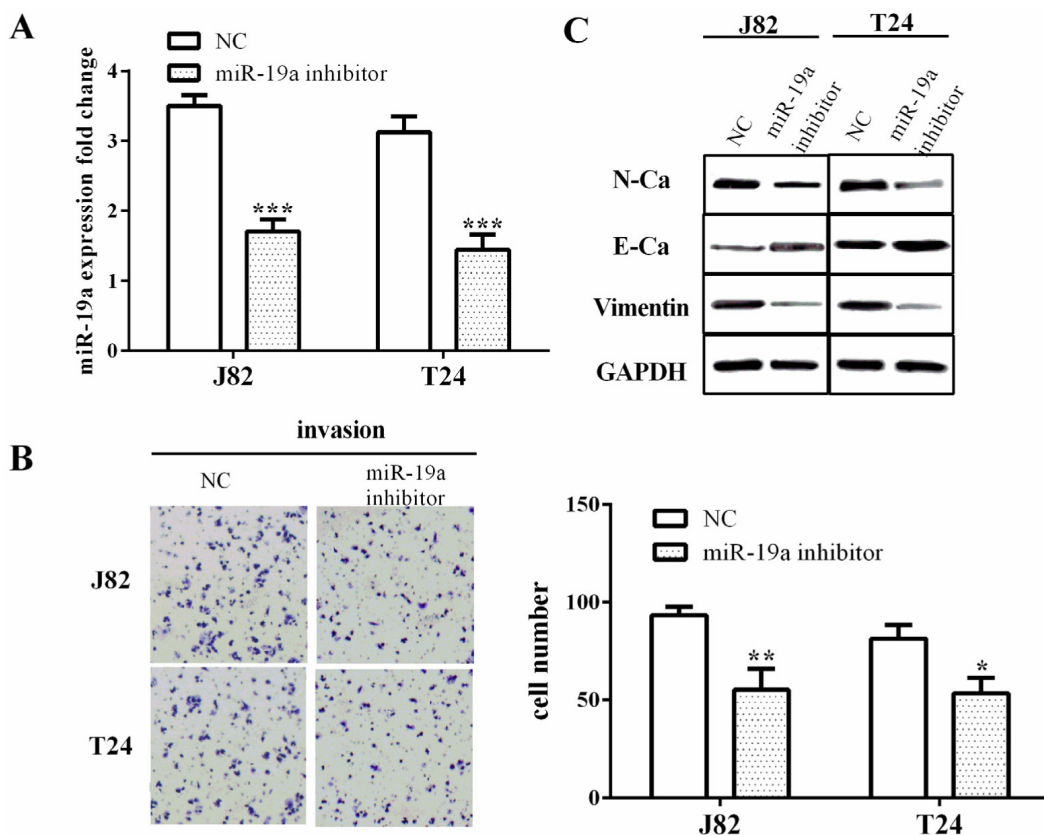 A
NC
miR-19a inhibitor
miR-19a expression fold change
4
3
2
1
0
***
***
J82
T24
C
J82
T24
NC
miR-19a
inhibitor
NC
miR-19a
inhibitor
N-Ca
E-Ca
Vimentin
GAPDH
B
invasion
NC
miR-19a
inhibitor
J82
T24
NC
miR-19a inhibitor
cell number
150
100
50
0
**
*
J82
T24